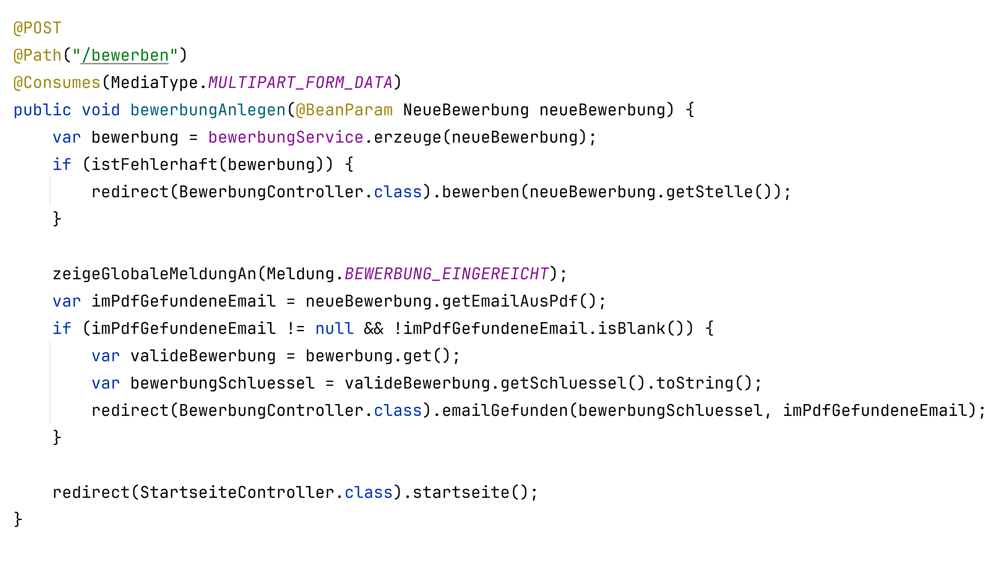 @POST
@Path("/bewerben")
@Consumes(MediaType.MULTIPART_FORM_DATA)
public void bewerbungAnlegen(@BeanParam NeueBewerbung neueBewerbung) {
    var bewerbung = bewerbungService.erzeuge(neueBewerbung);
    if (istFehlerhaft(bewerbung)) {
        redirect(BewerbungController.class).bewerben(neueBewerbung.getStelle());
    }

    zeigeGlobaleMeldungAn(Meldung.BEWERBUNG_EINGEREICHT);
    var imPdfGefundeneEmail = neueBewerbung.getEmailAusPdf();
    if (imPdfGefundeneEmail != null && !imPdfGefundeneEmail.isBlank()) {
        var valideBewerbung = bewerbung.get();
        var bewerbungSchluessel = valideBewerbung.getSchluessel().toString();
        redirect(BewerbungController.class).emailGefunden(bewerbungSchluessel, imPdfGefundeneEmail);
    }

    redirect(StartseiteController.class).startseite();
}